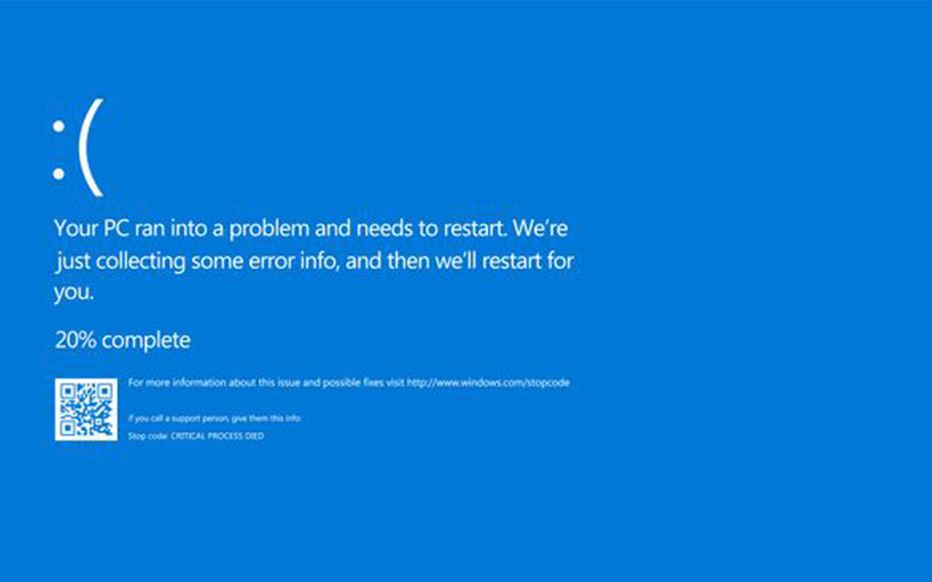 :(
Your PC ran into a problem and needs to restart. We're
just collecting some error info, and then we'll restart for
you.
20% complete
For more information about this issue and possible fixes visit http://www.windows.com/stopcode
if you call a support person, give them this info:
Stop code: CRITICAL PROCESS DIED